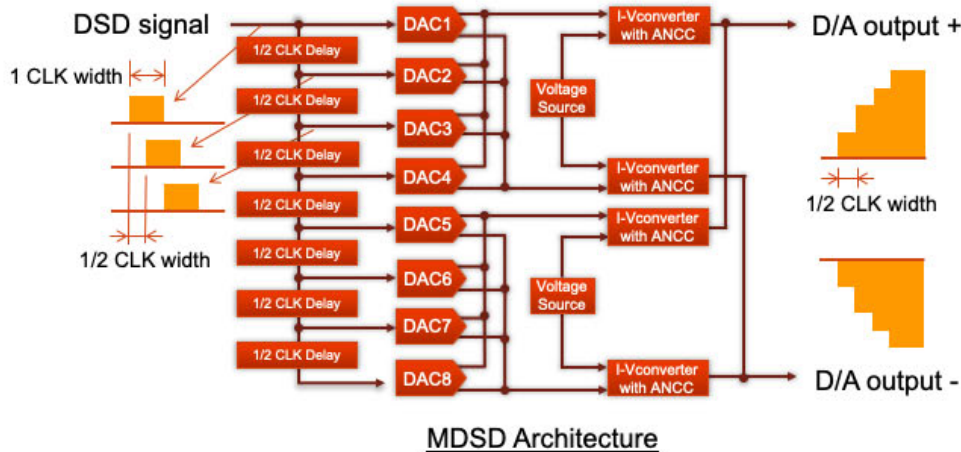 DSD signal
1 CLK width
1/2 CLK width
1/2 CLK Delay
1/2 CLK Delay
1/2 CLK Delay
1/2 CLK Delay
1/2 CLK Delay
1/2 CLK Delay
1/2 CLK Delay
DAC1
DAC2
DAC3
DAC4
DAC5
DAC6
DAC7
DAC8
I-Vconverter
with ANCC
Voltage
Source
I-Vconverter
with ANCC
I-Vconverter
with ANCC
Voltage
Source
I-Vconverter
with ANCC
D/A output +
1/2 CLK width
D/A output -
MDSD Architecture